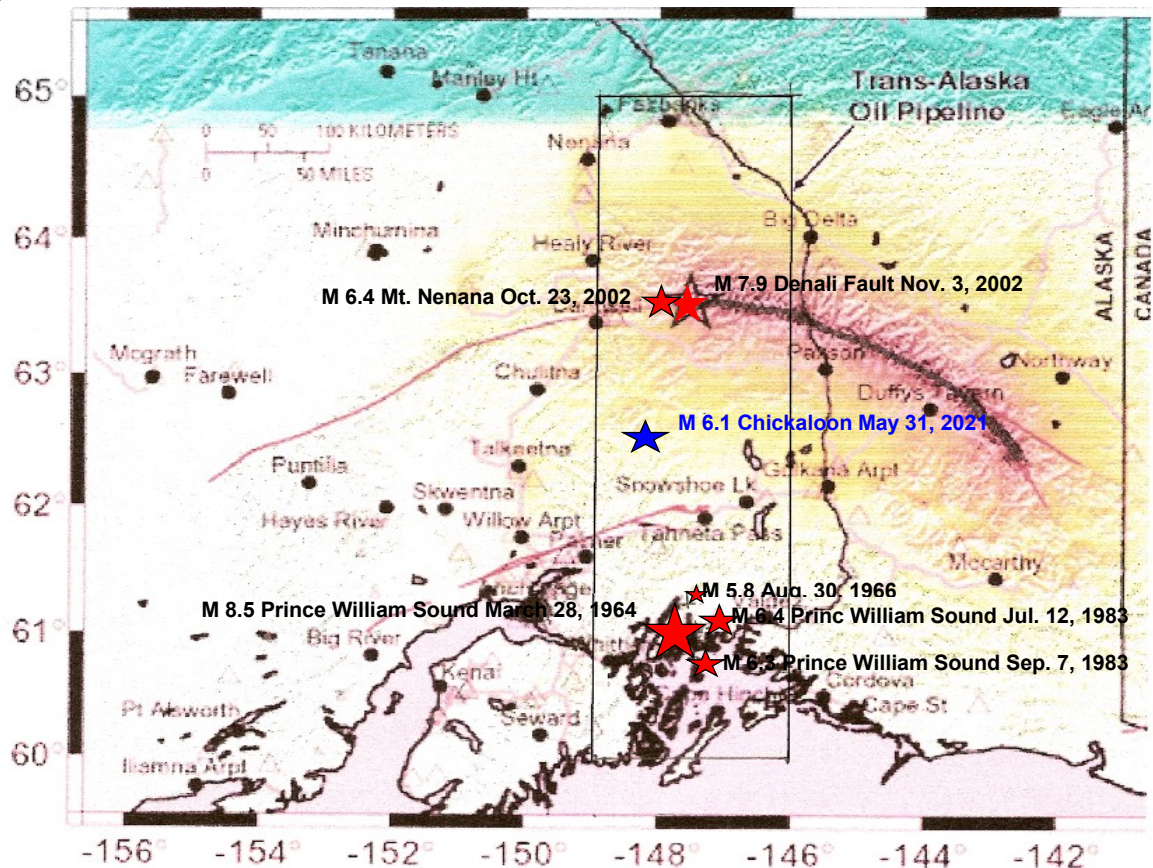 Tanana
Manley Ht
65°
Trans-Alaska
Oil Pipeline
Fairbanks
Eagle Ar
0 50 100 KILOMETERS
0 50 MILES
Nenana
Minchumina
64°
Big Delta
Healy River
ALASKA
CANADA
M 6.4 Mt. Nenana Oct. 23, 2002
M 7.9 Denali Fault Nov. 3, 2002
Mcgrath
63°
Farewell
Chulitna
Paxson
Northway
Duffys Tavern
M 6.1 Chickaloon May 31, 2021
Talkeetna
Puntilla
Gulkana Arpt
Skwentna
Snowshoe Lk
62°
Hayes River
Willow Arpt
Tahneta Pass
Palmer
Mccarthy
M 5.8 Aug. 30, 1966
M 8.5 Prince William Sound March 28, 1964
M 6.4 Princ William Sound Jul. 12, 1983
61°
Big River
M 6.3 Prince William Sound Sep. 7, 1983
Kenai
Cordova
Cape St
Pt Alsworth
Seward
60°
Iliamna Arpt
-156° -154° -152° -150° -148° -146° -144° -142°